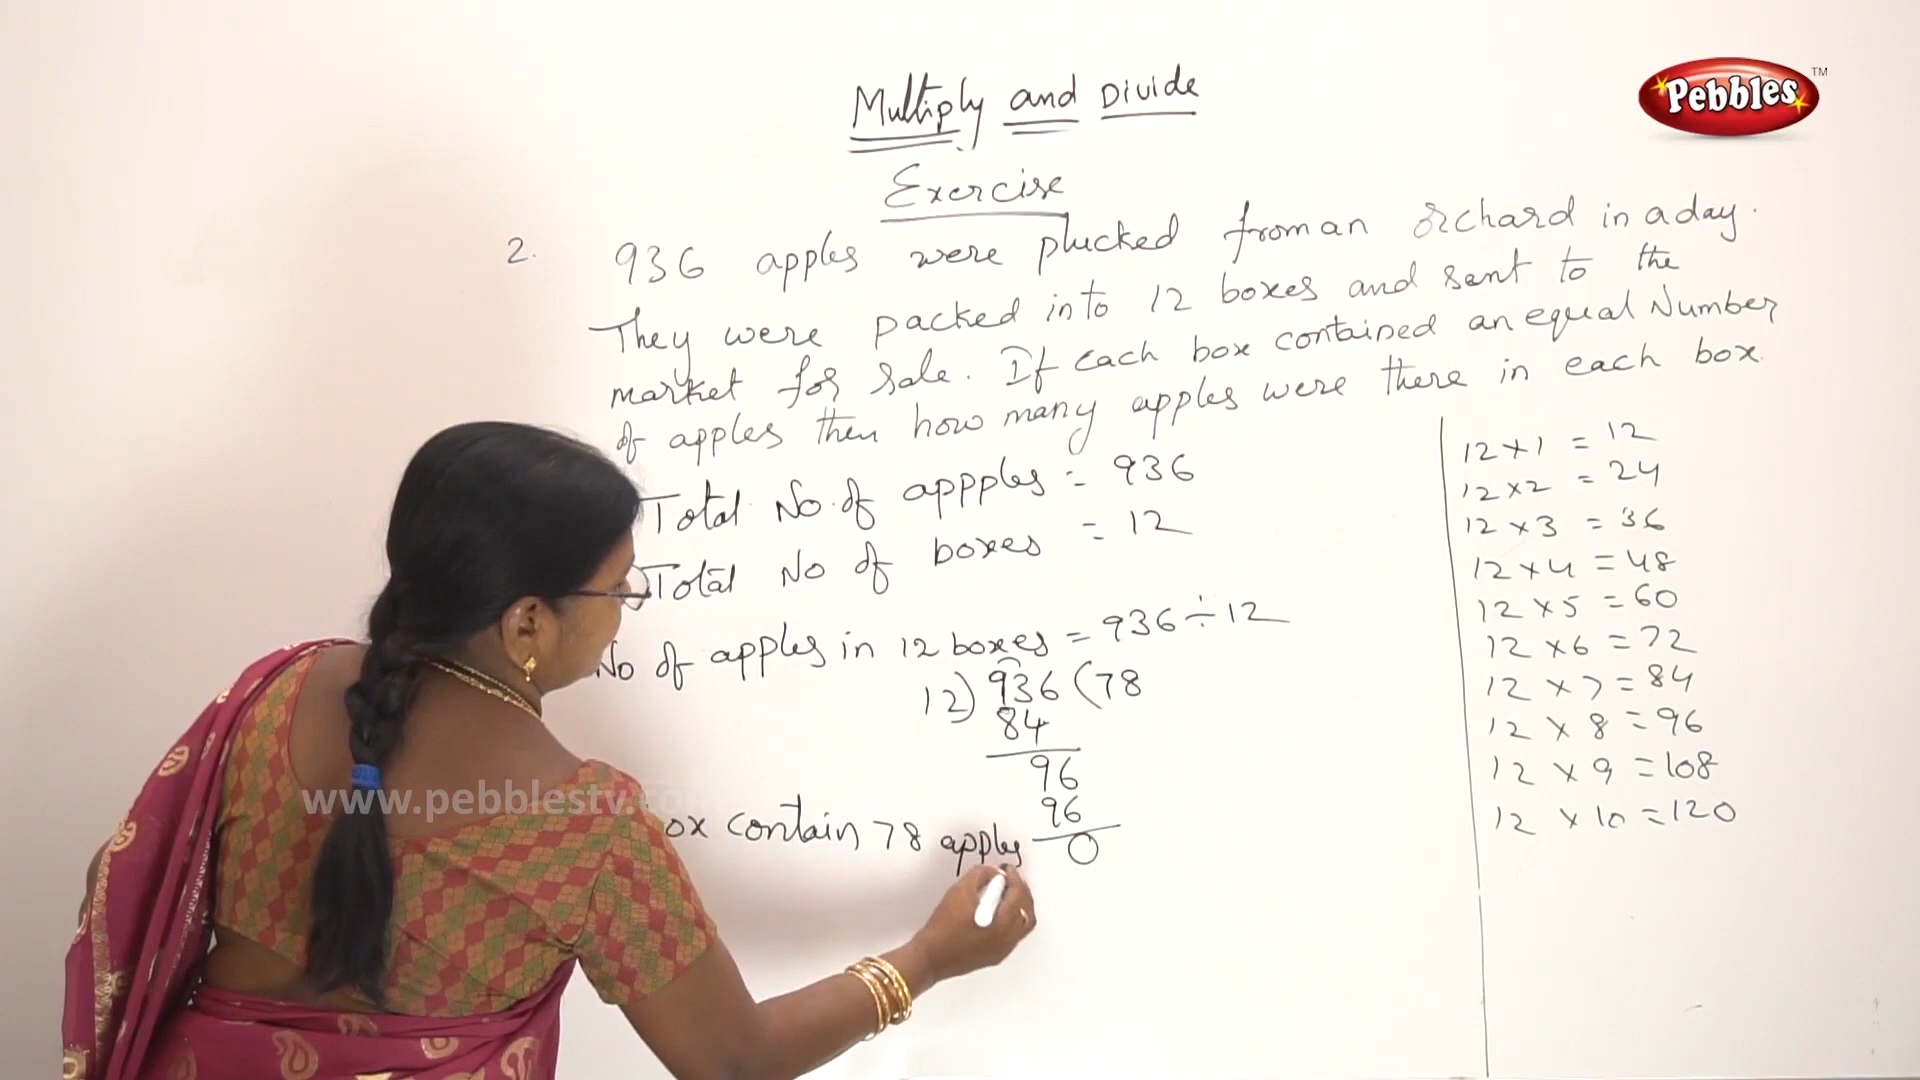 Multiply and Divide
Pebbles TM
Exercise
2. 936 apples were plucked from an orchard in a day.
They were packed into 12 boxes and sent to the
market for sale. If each box contained an equal Number
of apples then how many apples were there in each box.
Total No. of appples = 936
Total No of boxes = 12
No of apples in 12 boxes = 936 ÷ 12
12) 936 (78
84
96
96
0
ox contain 78 apples
12 x 1 = 12
12 x 2 = 24
12 x 3 = 36
12 x 4 = 48
12 x 5 = 60
12 x 6 = 72
12 x 7 = 84
12 x 8 = 96
12 x 9 = 108
12 x 10 = 120
www.pebblestv.com